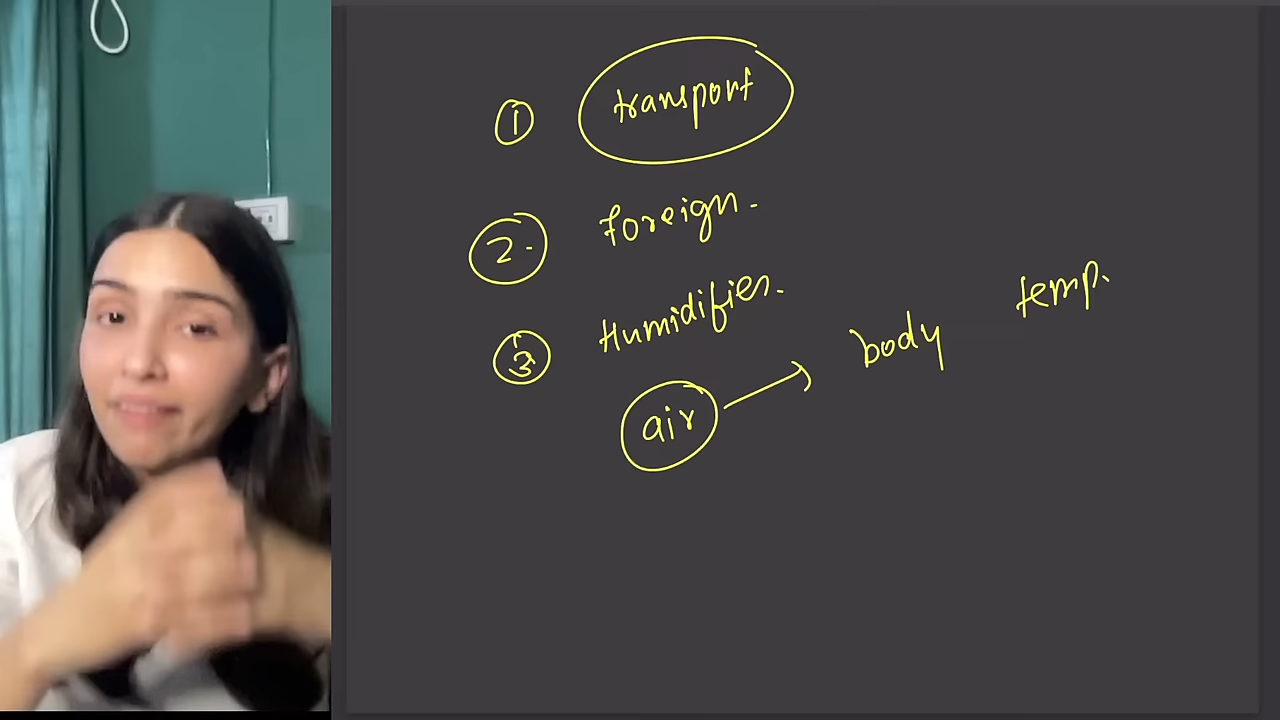 ① transport
2. foreign.
③ Humidifies.
air → body temp.